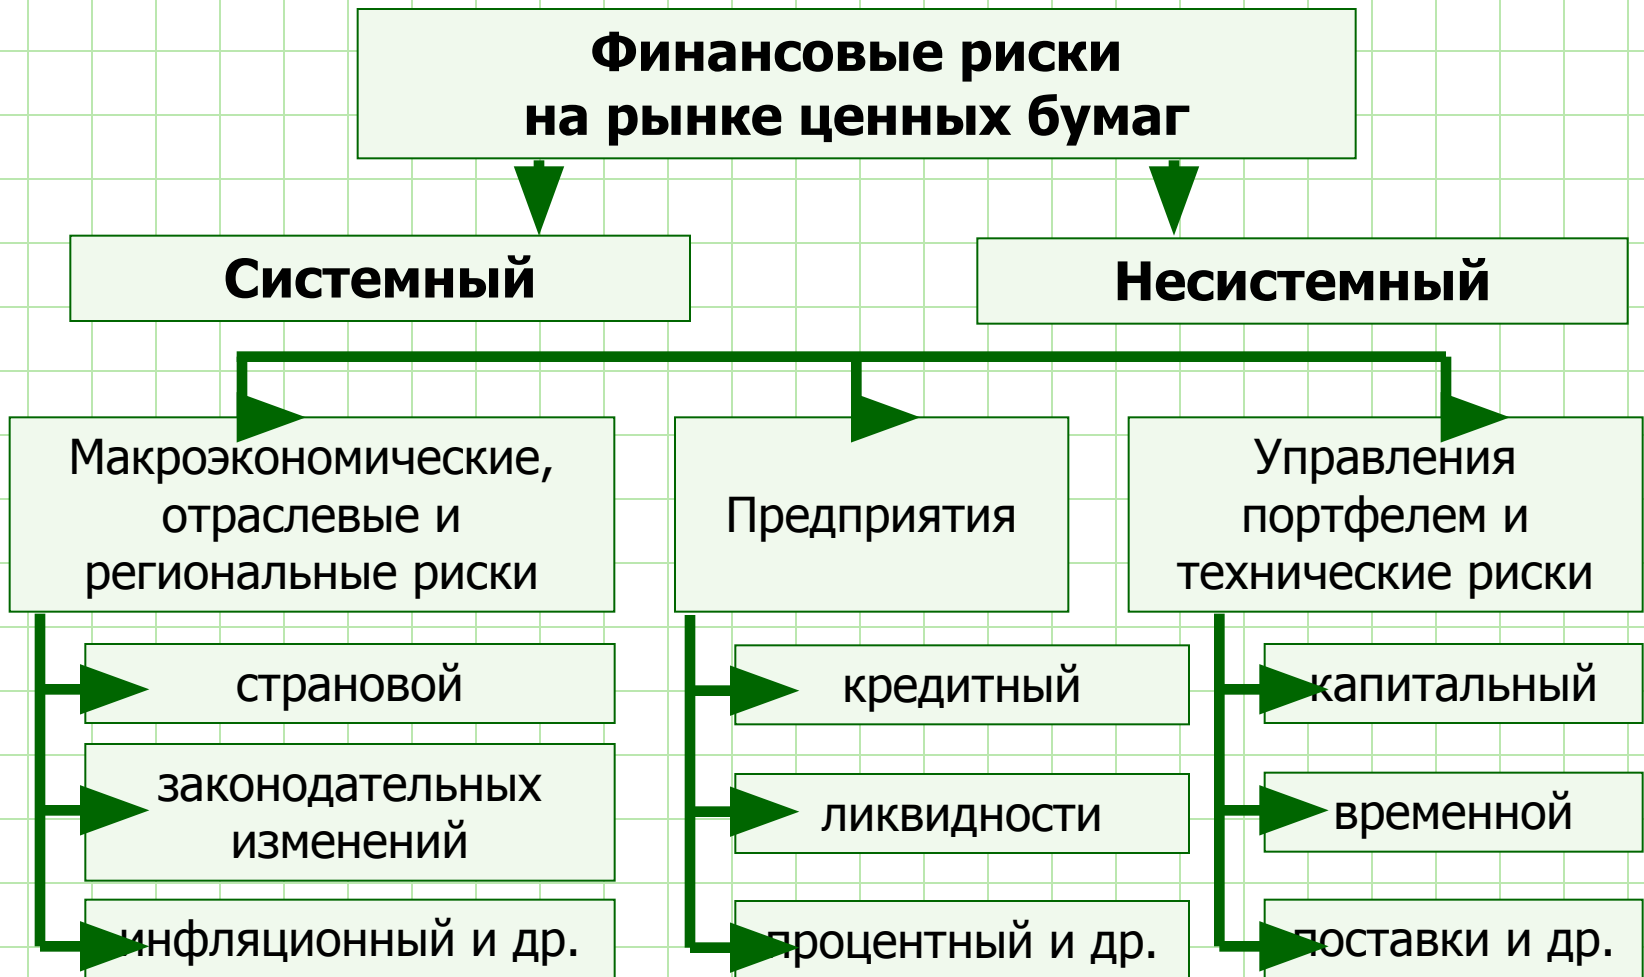 Финансовые риски
на рынке ценных бумаг
Системный
Несистемный
Макроэкономические,
отраслевые и
региональные риски
Предприятия
Управления
портфелем и
технические риски
страновой
законодательных
изменений
инфляционный и др.
кредитный
ликвидности
процентный и др.
капитальный
временной
поставки и др.